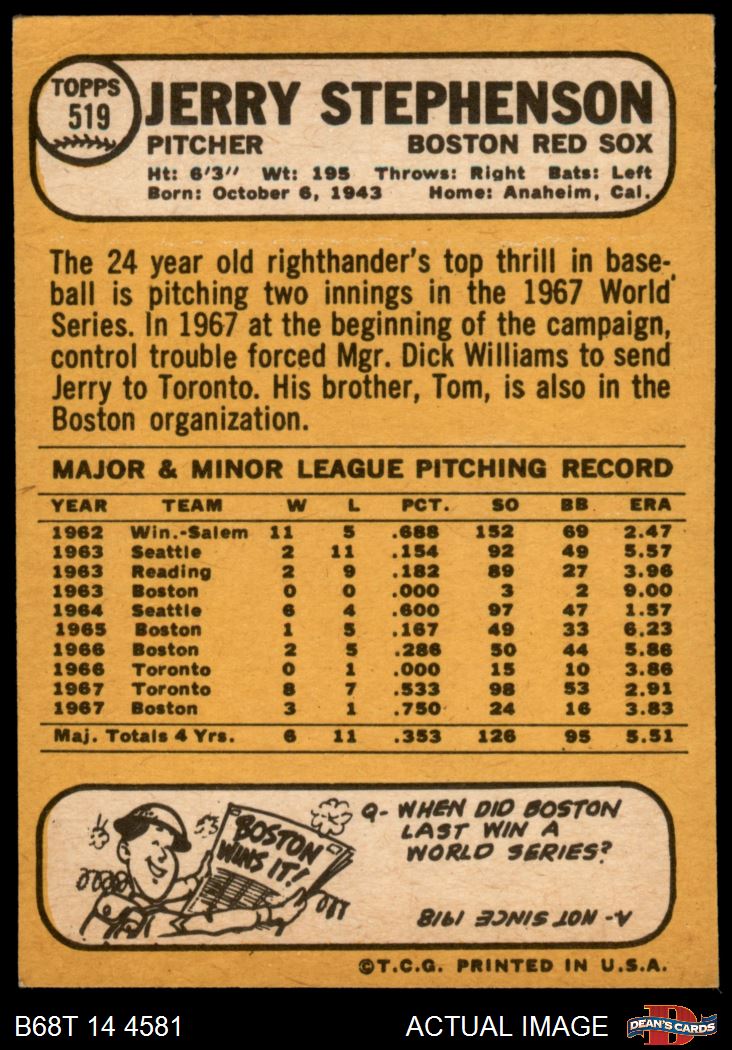 TOPPS
519
JERRY STEPHENSON
PITCHER BOSTON RED SOX
Ht: 6'3" Wt: 195 Throws: Right Bats: Left
Born: October 6, 1943 Home: Anaheim, Cal.
The 24 year old righthander's top thrill in base-
ball is pitching two innings in the 1967 World
Series. In 1967 at the beginning of the campaign,
control trouble forced Mgr. Dick Williams to send
Jerry to Toronto. His brother, Tom, is also in the
Boston organization.
MAJOR & MINOR LEAGUE PITCHING RECORD
YEAR TEAM W L PCT. SO BB ERA
1962 Win.-Salem 11 5 .688 152 69 2.47
1963 Seattle 2 11 .154 92 49 5.57
1963 Reading 2 9 .182 89 27 3.96
1963 Boston 0 0 .000 3 2 9.00
1964 Seattle 6 4 .600 97 47 1.57
1965 Boston 1 5 .167 49 33 6.23
1966 Boston 2 5 .286 50 44 5.86
1966 Toronto 0 1 .000 15 10 3.86
1967 Toronto 8 7 .533 98 53 2.91
1967 Boston 3 1 .750 24 16 3.83
Maj. Totals 4 Yrs. 6 11 .353 126 95 5.51
BOSTON
WINS IT!
Q- WHEN DID BOSTON
LAST WIN A
WORLD SERIES?
A- NOT SINCE 1918
©T.C.G. PRINTED IN U.S.A.
B68T 14 4581 ACTUAL IMAGE
D
DEAN'S CARDS